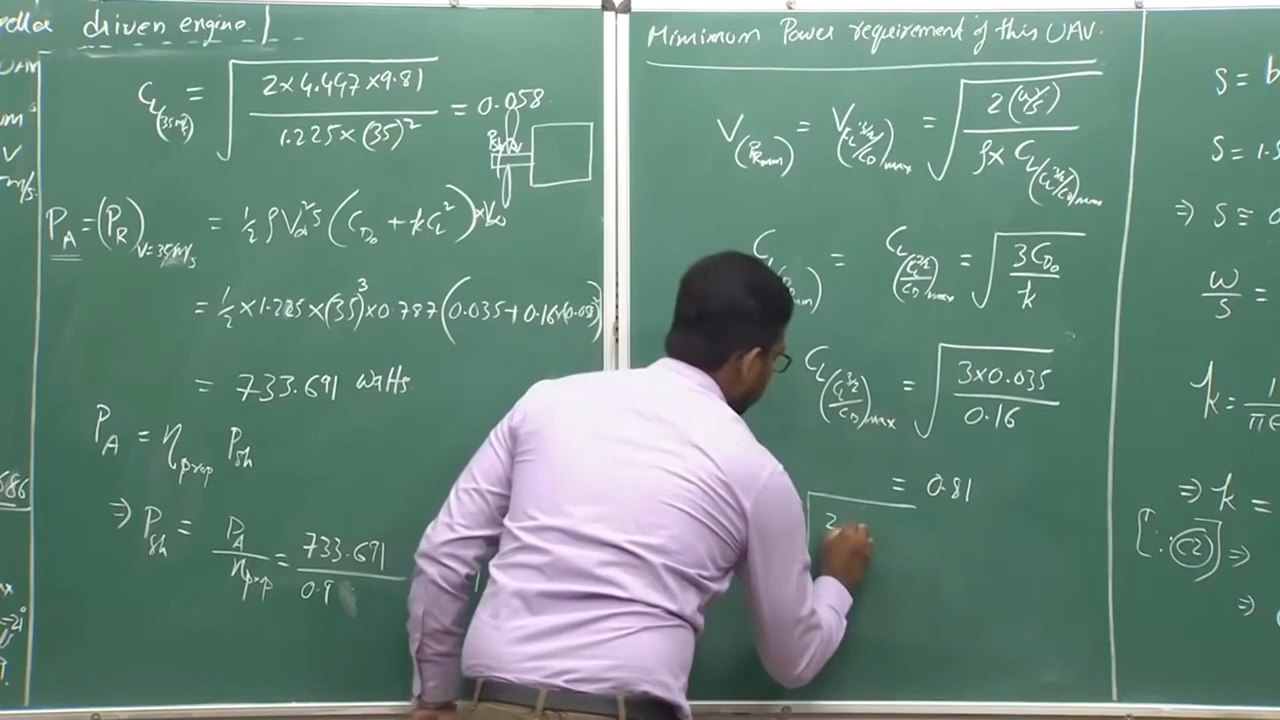 driven engine.
C_L(35m/s) = √(2×4.447×9.81 / 1.225×(35)²) = 0.058
P_A = (P_R)_V=35m/s = ½ρV∞²S(C_D₀ + kC_L²)×V∞
= ½×1.225×(35)³×0.787(0.035+0.16×(0.058)²)
= 733.691 watts
P_A = η_prop P_sh
⇒ P_sh = P_A/η_prop = 733.691/0.9
Minimum Power requirement of this UAV.
V_(P_Rmin) = V_(C_L^3/2/C_D)max = √(2(W/S) / ρ× C_L(C_L^3/2/C_D)max)
C_L = C_L(C_L^3/2/C_D)max = √(3C_D₀/k)
C_L(C_L^3/2/C_D)max = √(3×0.035/0.16)
= 0.81
2
S =
S = 1.
⇒ S ≡
W/S =
k = 1/π
⇒ k =
[∵ C2] ⇒
⇒